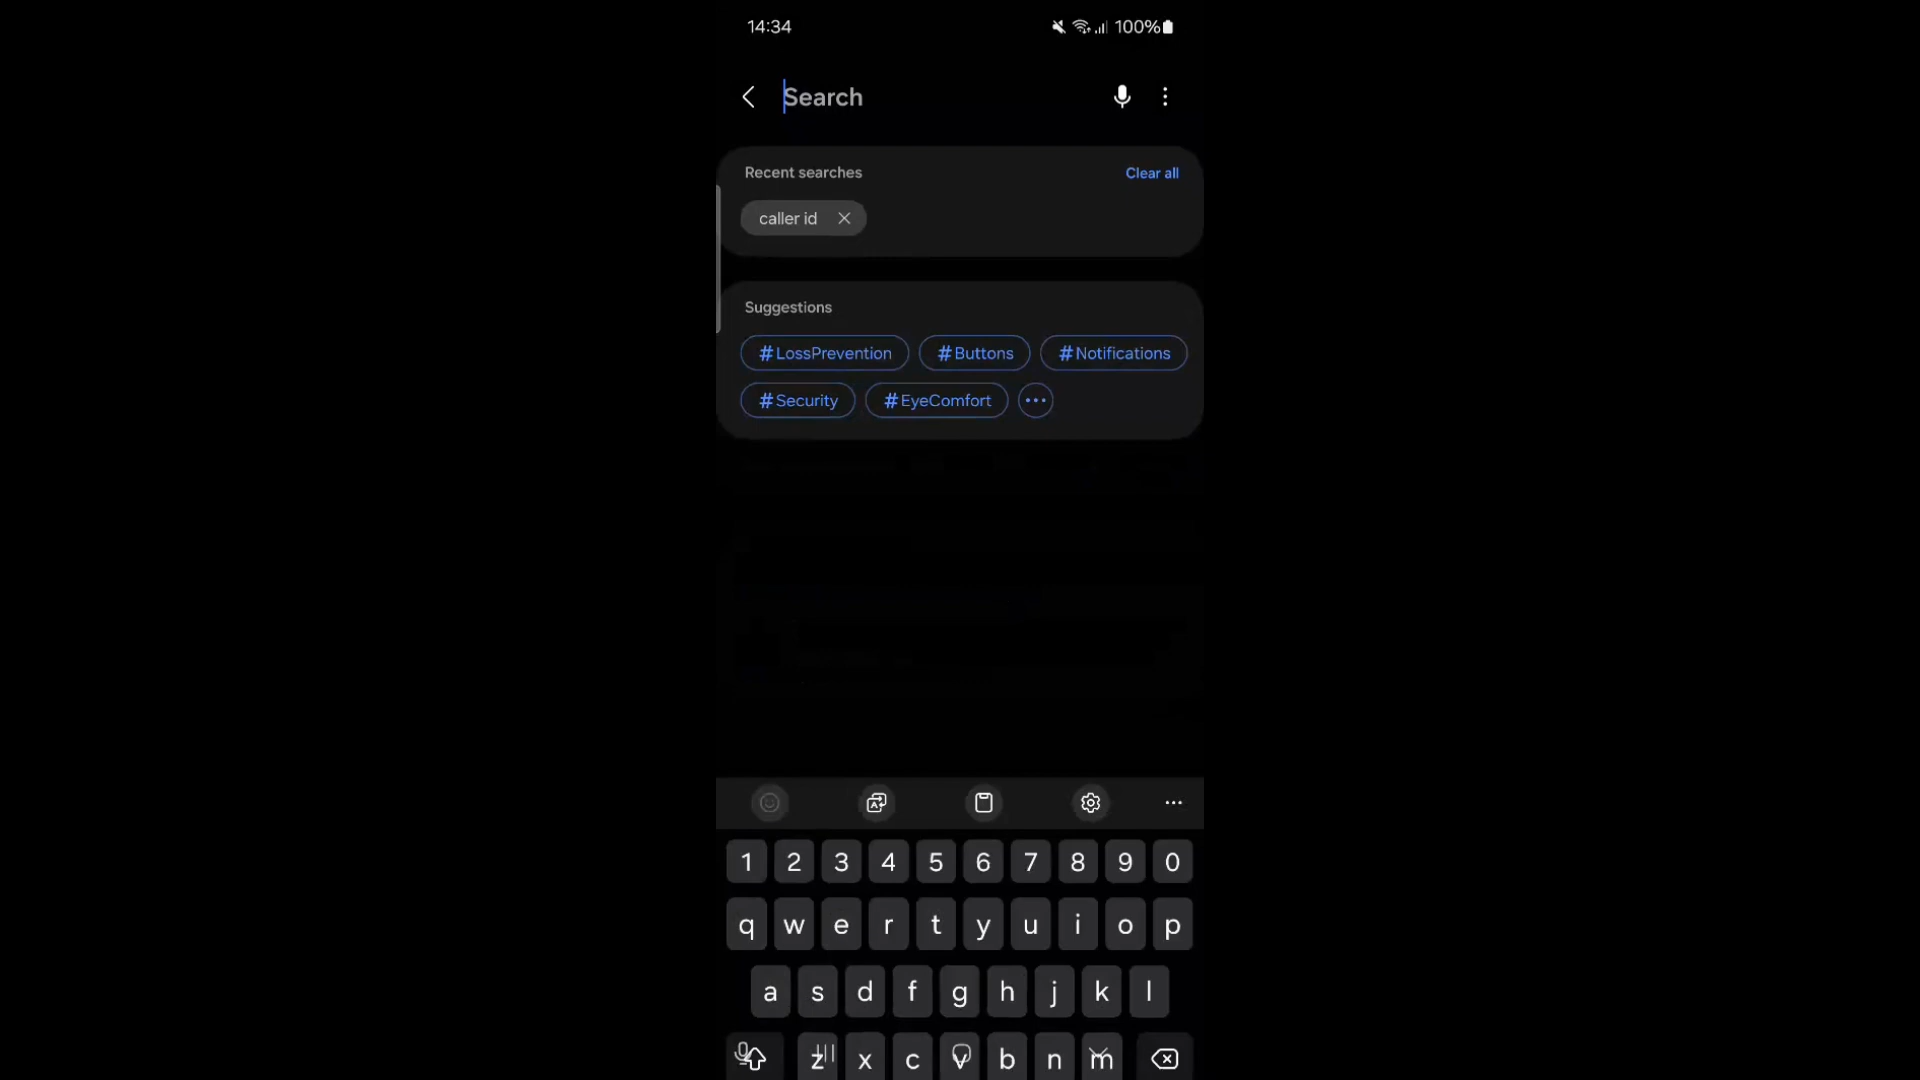 14:34 100%
Search
Recent searches Clear all
caller id
Suggestions
#LossPrevention #Buttons #Notifications
#Security #EyeComfort
1 2 3 4 5 6 7 8 9 0
q w e r t y u i o p
a s d f g h j k l
z x c v b n m